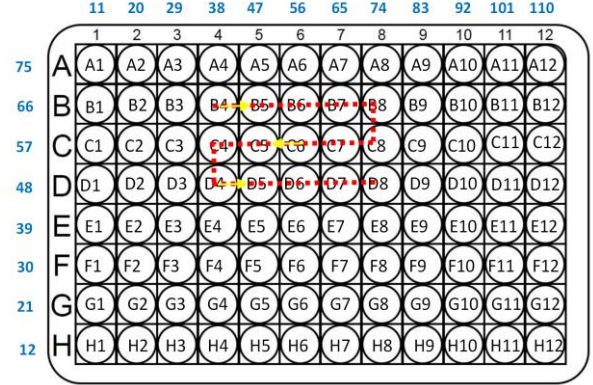 11 20 29 38 47 56 65 74 83 92 101 110
1 2 3 4 5 6 7 8 9 10 11 12
75 A A1 A2 A3 A4 A5 A6 A7 A8 A9 A10 A11 A12
66 B B1 B2 B3 B4 B5 B6 B7 B8 B9 B10 B11 B12
57 C C1 C2 C3 C4 C5 C6 C7 C8 C9 C10 C11 C12
48 D D1 D2 D3 D4 D5 D6 D7 D8 D9 D10 D11 D12
39 E E1 E2 E3 E4 E5 E6 E7 E8 E9 E10 E11 E12
30 F F1 F2 F3 F4 F5 F6 F7 F8 F9 F10 F11 F12
21 G G1 G2 G3 G4 G5 G6 G7 G8 G9 G10 G11 G12
12 H H1 H2 H3 H4 H5 H6 H7 H8 H9 H10 H11 H12